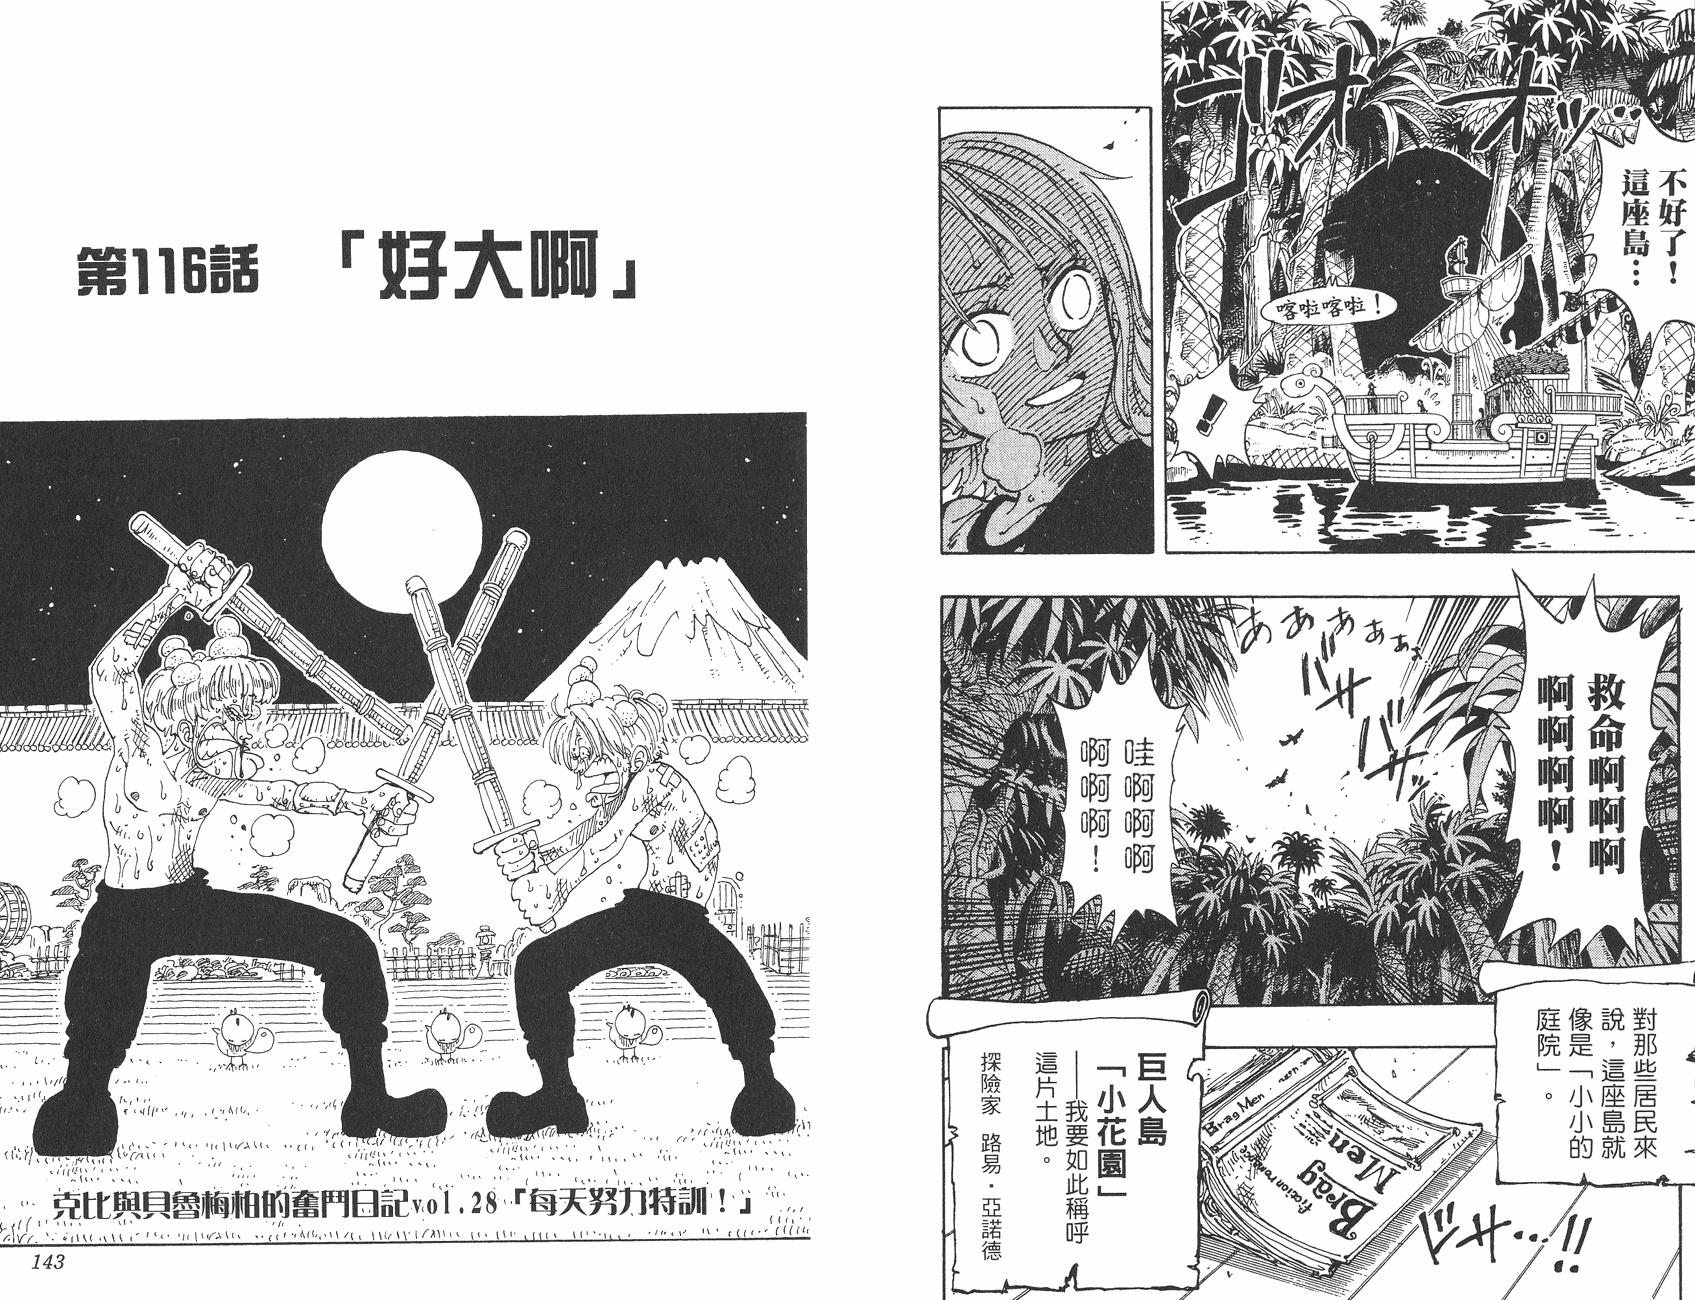 不好了！
這座島…
ドオオオッ
喀啦喀啦！
！
救命啊啊啊
啊啊啊啊！
ああああぁ
バサバサ
哇啊啊啊
啊啊啊！
對那些居民來
說，這座島就
像是「小小的
庭院」。
Brag Men
Brag
Men
ドサ…!!
巨人島
「小花園」
——我要如此稱呼
這片土地。
探險家　路易・亞諾德
第116話　「好大啊」
克比與貝魯梅柏的奮鬥日記vol.28『每天努力特訓！』
143